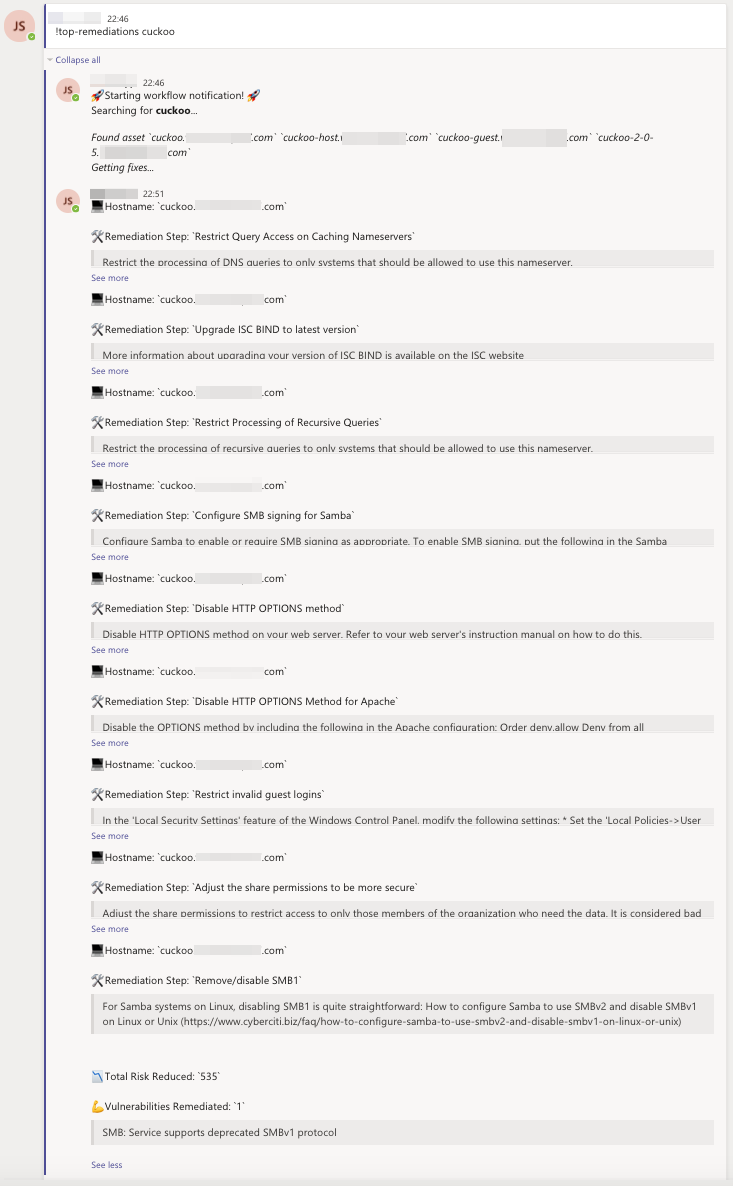 JS
22:46
!top-remediations cuckoo
Collapse all
JS
22:46
🚀Starting workflow notification! 🚀
Searching for cuckoo...
Found asset `cuckoo. .com` `cuckoo-host. .com` `cuckoo-guest. .com` `cuckoo-2-0-
5. com`
Getting fixes...
JS
22:51
💻Hostname: `cuckoo. .com`
🛠Remediation Step: `Restrict Query Access on Caching Nameservers`
Restrict the processing of DNS queries to only systems that should be allowed to use this nameserver.
See more
💻Hostname: `cuckoo. com`
🛠Remediation Step: `Upgrade ISC BIND to latest version`
More information about upgrading your version of ISC BIND is available on the ISC website
See more
💻Hostname: `cuckoo. .com`
🛠Remediation Step: `Restrict Processing of Recursive Queries`
Restrict the processing of recursive queries to only systems that should be allowed to use this nameserver.
See more
💻Hostname: `cuckoo. .com`
🛠Remediation Step: `Configure SMB signing for Samba`
Configure Samba to enable or require SMB signing as appropriate. To enable SMB signing, put the following in the Samba
See more
💻Hostname: `cuckoo. .com`
🛠Remediation Step: `Disable HTTP OPTIONS method`
Disable HTTP OPTIONS method on your web server. Refer to your web server's instruction manual on how to do this.
See more
💻Hostname: `cuckoo. com`
🛠Remediation Step: `Disable HTTP OPTIONS Method for Apache`
Disable the OPTIONS method by including the following in the Apache configuration: Order deny,allow Deny from all
See more
💻Hostname: `cuckoo. .com`
🛠Remediation Step: `Restrict invalid guest logins`
In the 'Local Security Settings' feature of the Windows Control Panel, modify the following settings: * Set the 'Local Policies->User
See more
💻Hostname: `cuckoo. .com`
🛠Remediation Step: `Adjust the share permissions to be more secure`
Adjust the share permissions to restrict access to only those members of the organization who need the data. It is considered bad
See more
💻Hostname: `cuckoo .com`
🛠Remediation Step: `Remove/disable SMB1`
For Samba systems on Linux, disabling SMB1 is quite straightforward: How to configure Samba to use SMBv2 and disable SMBv1
on Linux or Unix (https://www.cyberciti.biz/faq/how-to-configure-samba-to-use-smbv2-and-disable-smbv1-on-linux-or-unix)
📉Total Risk Reduced: `535`
💪Vulnerabilities Remediated: `1`
SMB: Service supports deprecated SMBv1 protocol
See less